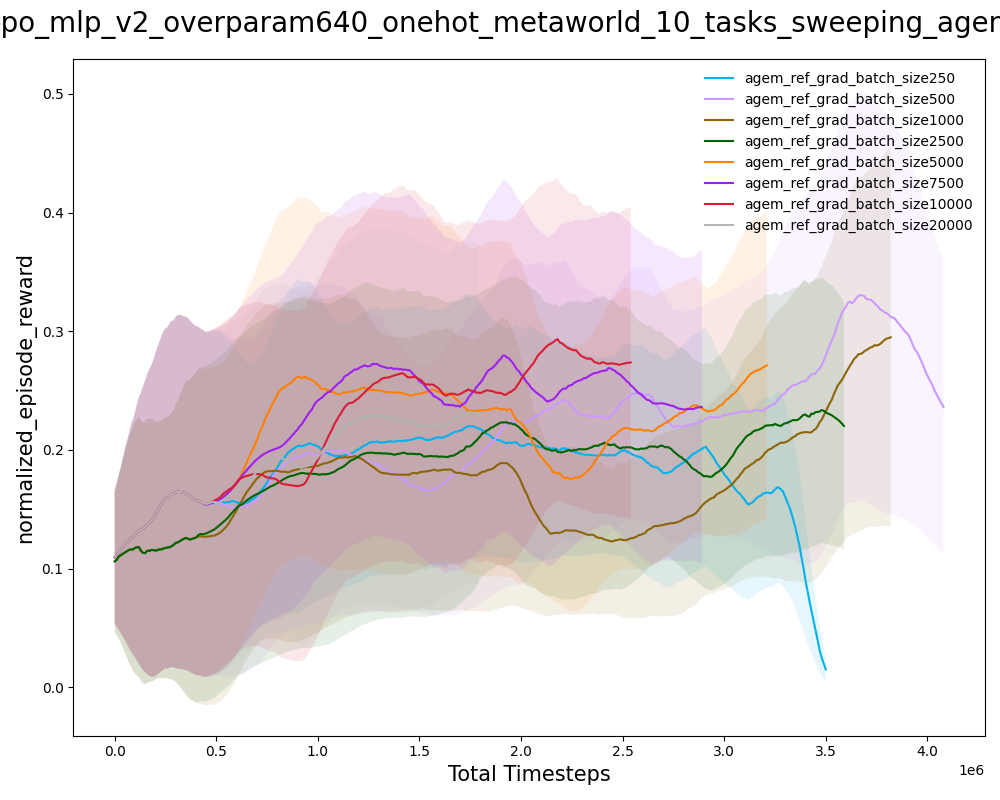 po_mlp_v2_overparam640_onehot_metaworld_10_tasks_sweeping_ager
agem_ref_grad_batch_size250
agem_ref_grad_batch_size500
agem_ref_grad_batch_size1000
agem_ref_grad_batch_size2500
agem_ref_grad_batch_size5000
agem_ref_grad_batch_size7500
agem_ref_grad_batch_size10000
agem_ref_grad_batch_size20000
normalized_episode_reward
0.5
0.4
0.3
0.2
0.1
0.0
0.0 0.5 1.0 1.5 2.0 2.5 3.0 3.5 4.0
1e6
Total Timesteps